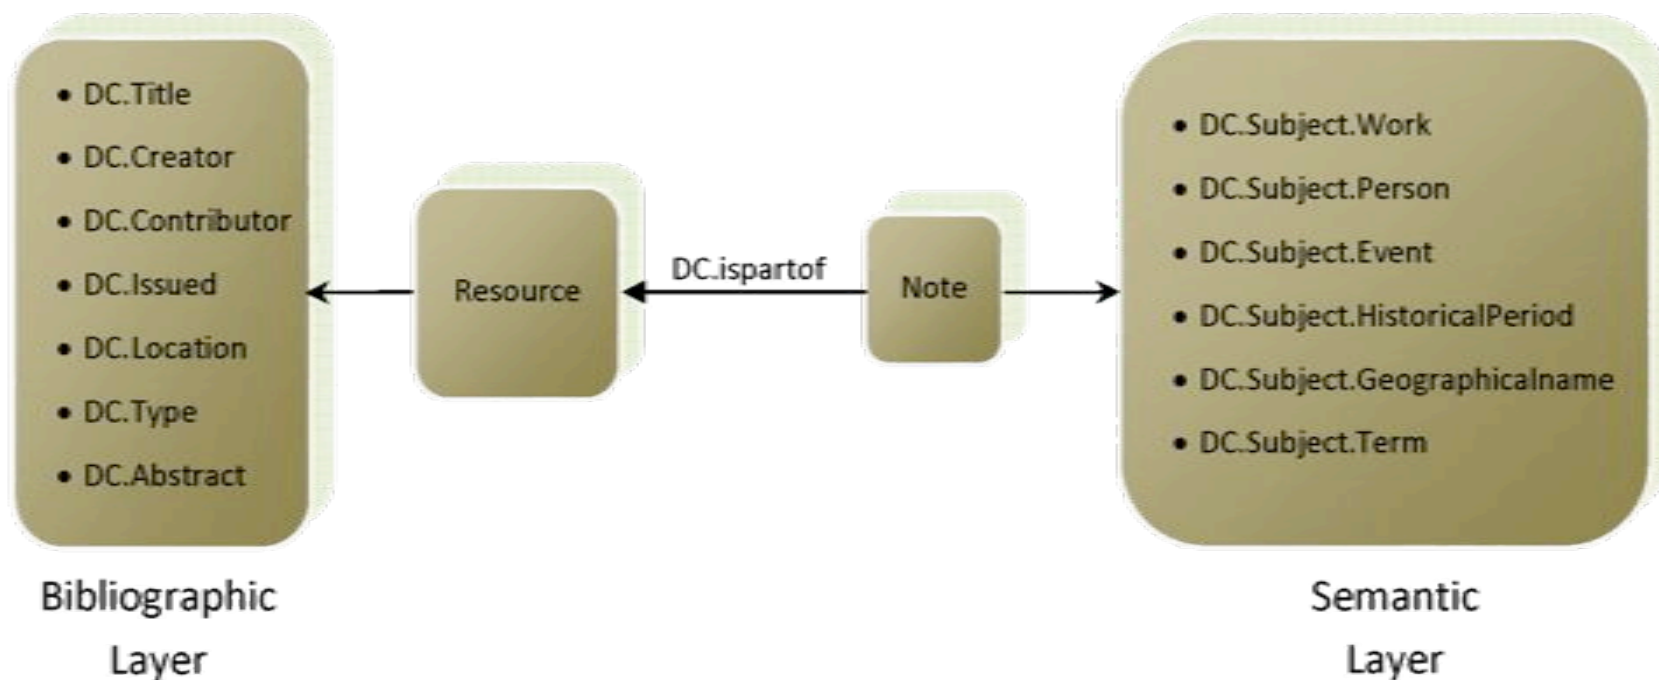 • DC.Title
• DC.Creator
• DC.Contributor
• DC.Issued
• DC.Location
• DC.Type
• DC.Abstract
Bibliographic
Layer
Resource
DC.ispartof
Note
• DC.Subject.Work
• DC.Subject.Person
• DC.Subject.Event
• DC.Subject.HistoricalPeriod
• DC.Subject.Geographicalname
• DC.Subject.Term
Semantic
Layer